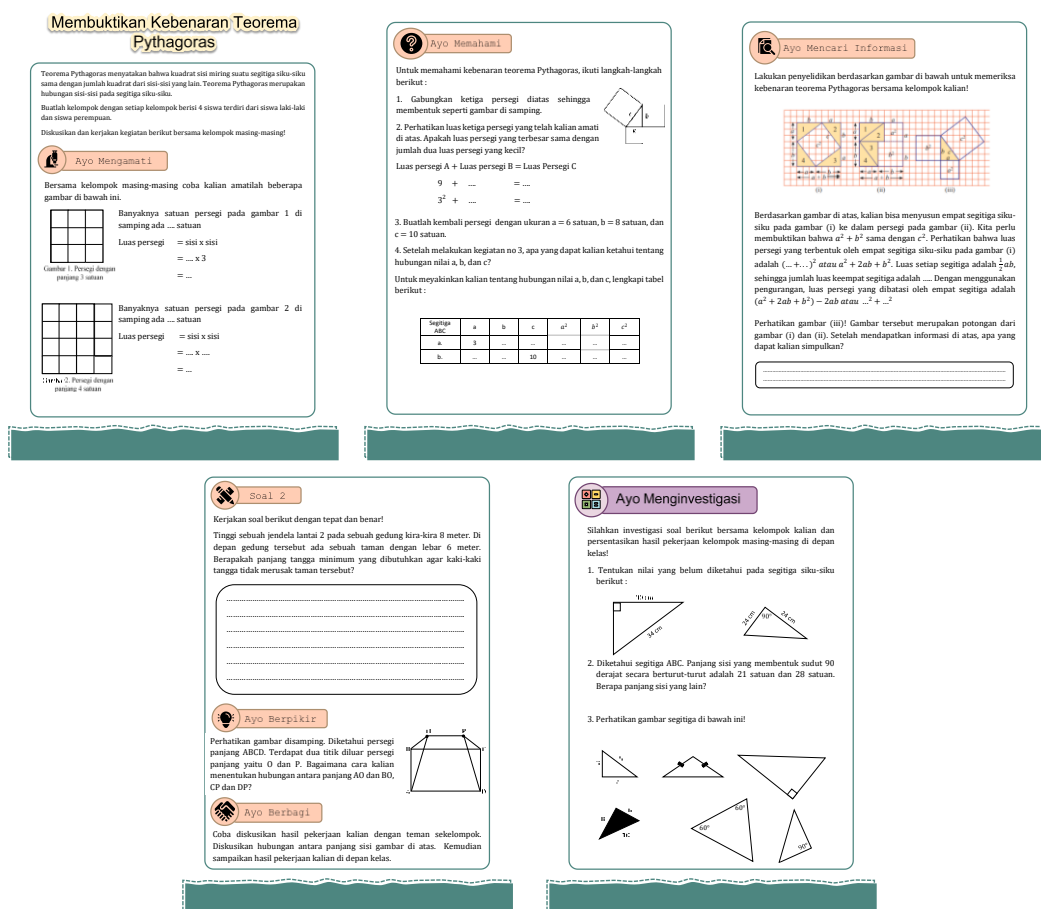 Membuktikan Kebenaran Teorema
Pythagoras
Teorema Pythagoras menyatakan bahwa kuadrat sisi miring suatu segitiga siku-siku
sama dengan jumlah kuadrat dari sisi-sisi yang lain. Teorema Pythagoras merupakan
hubungan sisi-sisi pada segitiga siku-siku.
Buatlah kelompok dengan setiap kelompok berisi 4 siswa terdiri dari siswa laki-laki
dan siswa perempuan.
Diskusikan dan kerjakan kegiatan berikut bersama kelompok masing-masing!
Ayo Mengamati
Bersama kelompok masing-masing coba kalian amatilah beberapa
gambar di bawah ini.
Banyaknya satuan persegi pada gambar 1 di
samping ada .... satuan
Luas persegi = sisi x sisi
= .... x 3
= ...
Gambar 1. Persegi dengan
panjang 3 satuan
Banyaknya satuan persegi pada gambar 2 di
samping ada .... satuan
Luas persegi = sisi x sisi
= .... x ....
= ...
2. Persegi dengan
panjang 4 satuan
Ayo Memahami
Untuk memahami kebenaran teorema Pythagoras, ikuti langkah-langkah
berikut :
1. Gabungkan ketiga persegi diatas sehingga
membentuk seperti gambar di samping.
2. Perhatikan luas ketiga persegi yang telah kalian amati
di atas. Apakah luas persegi yang terbesar sama dengan
jumlah dua luas persegi yang kecil?
Luas persegi A + Luas persegi B = Luas Persegi C
9 + .... = ....
3² + .... = ....
3. Buatlah kembali persegi dengan ukuran a = 6 satuan, b = 8 satuan, dan
c = 10 satuan.
4. Setelah melakukan kegiatan no 3, apa yang dapat kalian ketahui tentang
hubungan nilai a, b, dan c?
Untuk meyakinkan kalian tentang hubungan nilai a, b, dan c, lengkapi tabel
berikut :
Segitiga ABC a b c a² b² c²
a. 3 ... ... ... ... ...
b. ... ... 10 ... ... ...
Ayo Mencari Informasi
Lakukan penyelidikan berdasarkan gambar di bawah untuk memeriksa
kebenaran teorema Pythagoras bersama kelompok kalian!
(i) (ii) (iii)
Berdasarkan gambar di atas, kalian bisa menyusun empat segitiga siku-
siku pada gambar (i) ke dalam persegi pada gambar (ii). Kita perlu
membuktikan bahwa a² + b² sama dengan c². Perhatikan bahwa luas
persegi yang terbentuk oleh empat segitiga siku-siku pada gambar (i)
adalah (... +...)² atau a² + 2ab + b². Luas setiap segitiga adalah ½ab,
sehingga jumlah luas keempat segitiga adalah .... Dengan menggunakan
pengurangan, luas persegi yang dibatasi oleh empat segitiga adalah
(a² + 2ab + b²) − 2ab atau ...² + ...²
Perhatikan gambar (iii)! Gambar tersebut merupakan potongan dari
gambar (i) dan (ii). Setelah mendapatkan informasi di atas, apa yang
dapat kalian simpulkan?
Soal 2
Kerjakan soal berikut dengan tepat dan benar!
Tinggi sebuah jendela lantai 2 pada sebuah gedung kira-kira 8 meter. Di
depan gedung tersebut ada sebuah taman dengan lebar 6 meter.
Berapakah panjang tangga minimum yang dibutuhkan agar kaki-kaki
tangga tidak merusak taman tersebut?
Ayo Berpikir
Perhatikan gambar disamping. Diketahui persegi
panjang ABCD. Terdapat dua titik diluar persegi
panjang yaitu O dan P. Bagaimana cara kalian
menentukan hubungan antara panjang AO dan BO,
CP dan DP?
Ayo Berbagi
Coba diskusikan hasil pekerjaan kalian dengan teman sekelompok.
Diskusikan hubungan antara panjang sisi gambar di atas. Kemudian
sampaikan hasil pekerjaan kalian di depan kelas.
Ayo Menginvestigasi
Silahkan investigasi soal berikut bersama kelompok kalian dan
persentasikan hasil pekerjaan kelompok masing-masing di depan
kelas!
1. Tentukan nilai yang belum diketahui pada segitiga siku-siku
berikut :
34 cm
24 cm 90° 24 cm
2. Diketahui segitiga ABC. Panjang sisi yang membentuk sudut 90
derajat secara berturut-turut adalah 21 satuan dan 28 satuan.
Berapa panjang sisi yang lain?
3. Perhatikan gambar segitiga di bawah ini!
60°
60°
90°